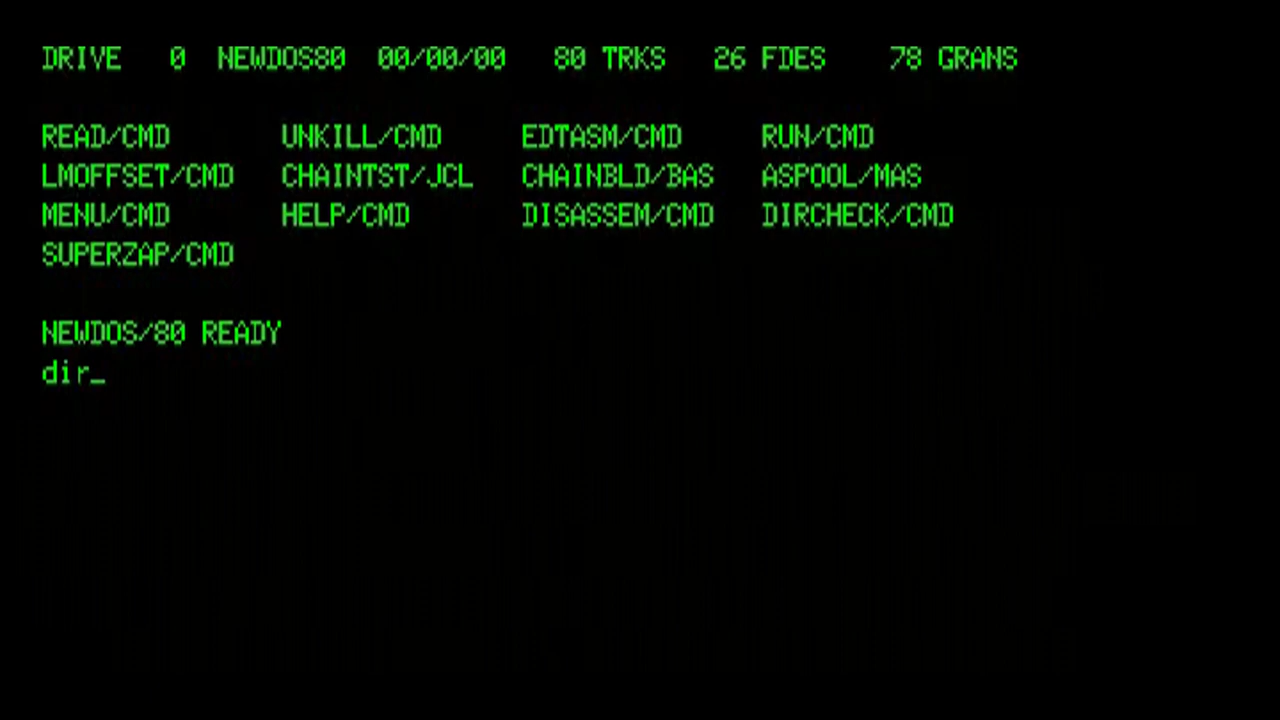 DRIVE   0  NEWDOS80  00/00/00   80 TRKS   26 FDES    78 GRANS
READ/CMD       UNKILL/CMD     EDTASM/CMD     RUN/CMD
LMOFFSET/CMD   CHAINTST/JCL   CHAINBLD/BAS   ASPOOL/MAS
MENU/CMD       HELP/CMD       DISASSEM/CMD   DIRCHECK/CMD
SUPERZAP/CMD
NEWDOS/80 READY
dir_